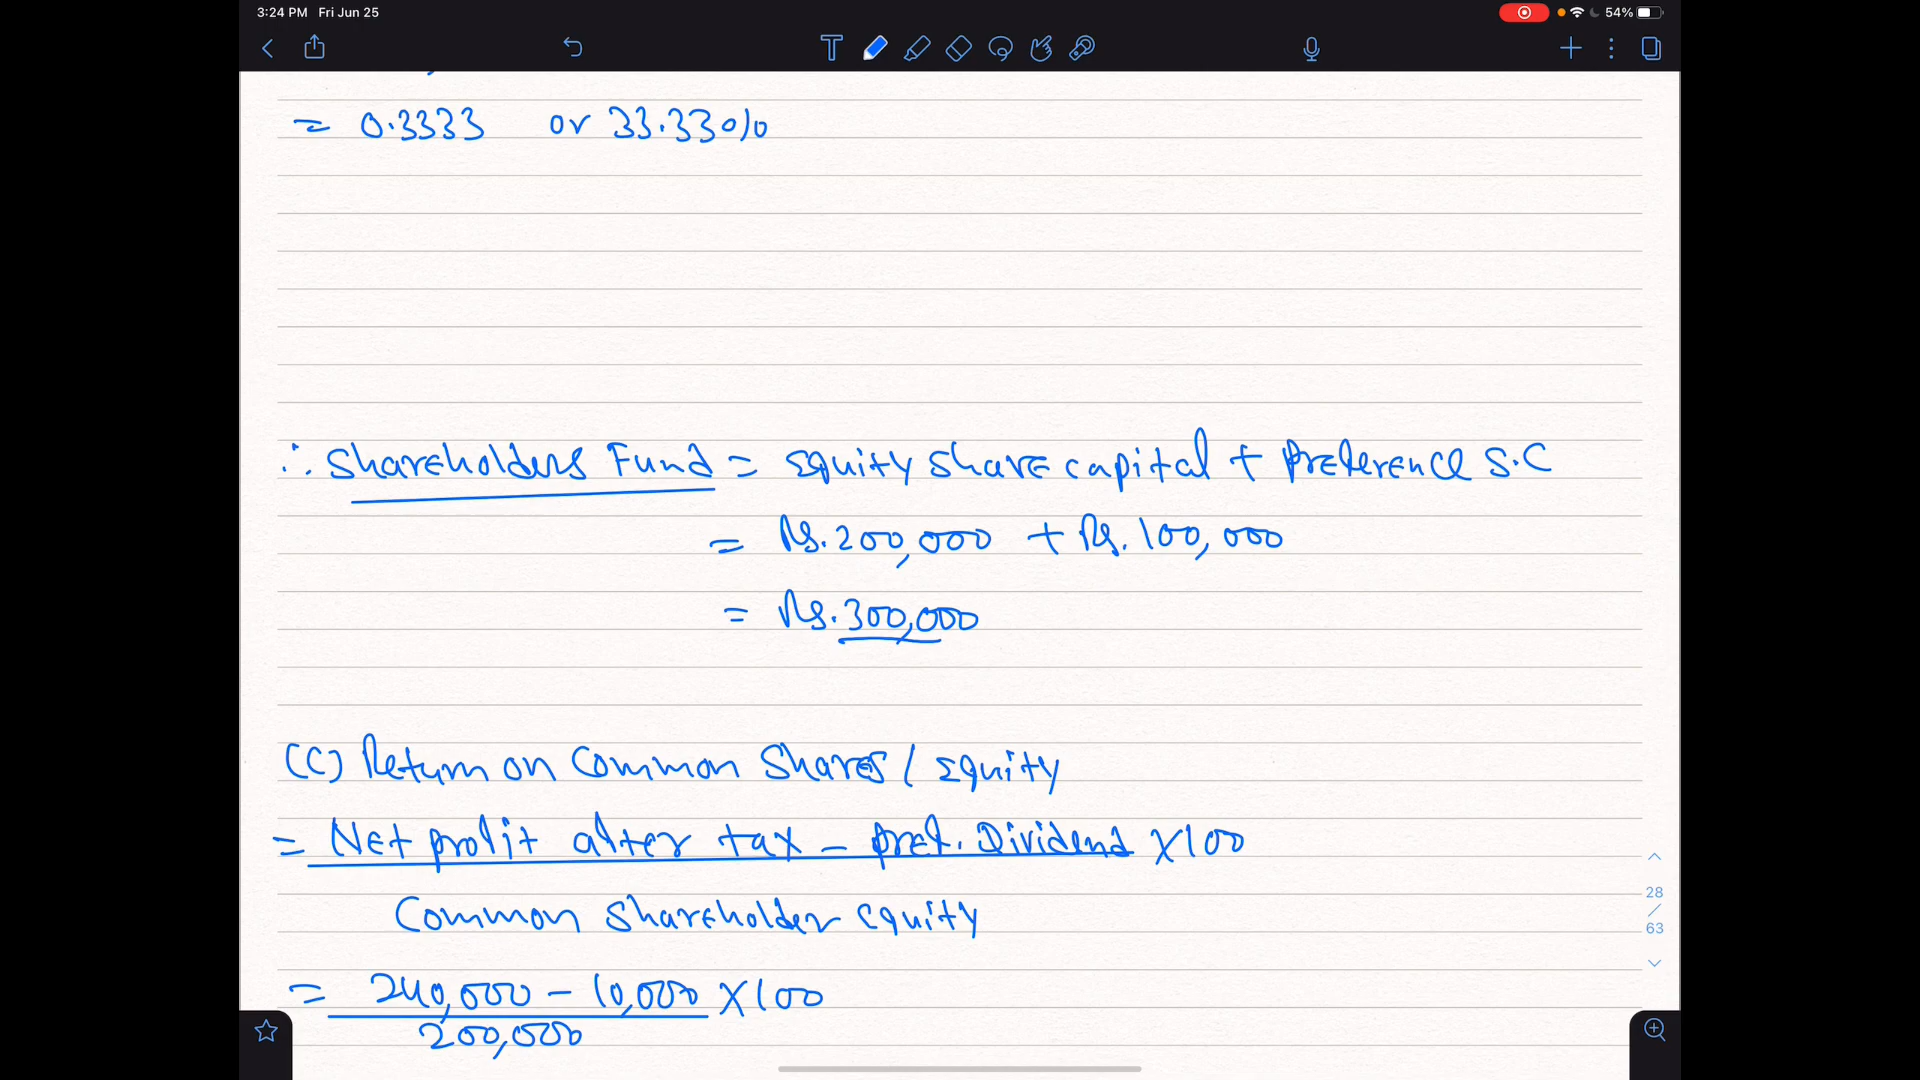 3:24 PM Fri Jun 25
54%
= 0.3333 or 33.33%
∴ Shareholders Fund = Equity share capital + Preference S.C
= Rs. 200,000 + Rs. 100,000
= Rs. 300,000
(C) Return on Common Shares / Equity
= Net profit after tax - pref. Dividend X100
Common shareholder equity
= 240,000 - 10,000 X100
200,000
28
/
63